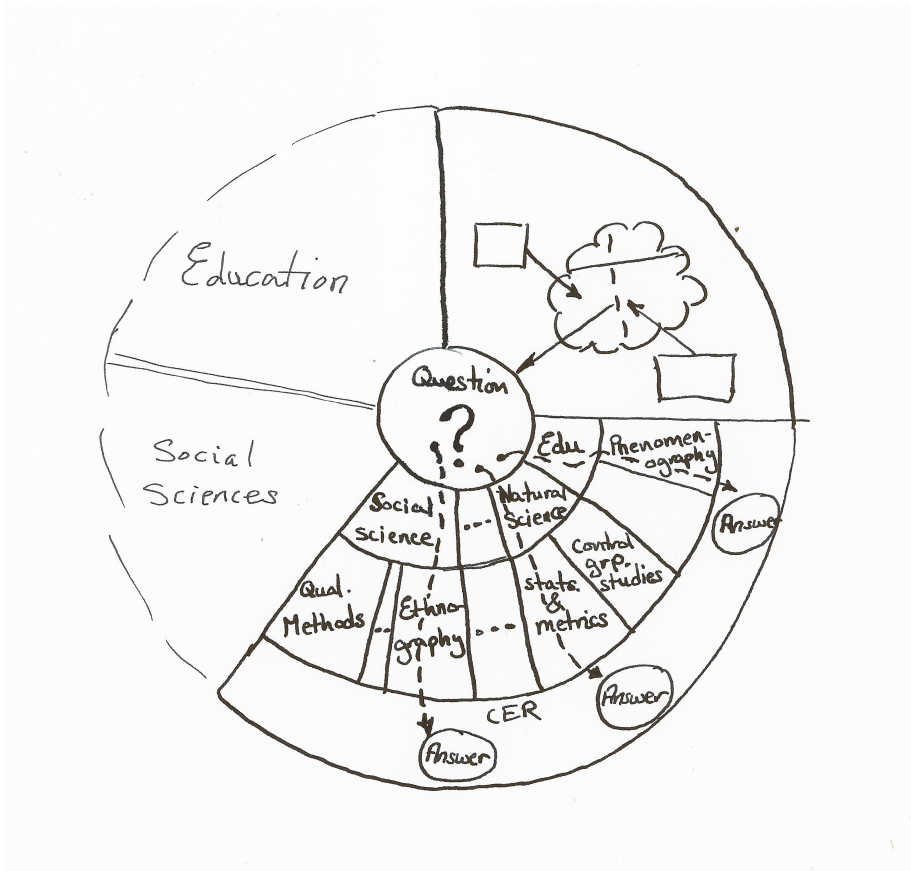 Education
Question
?
Social
Sciences
Edu
Phenomen-
ography
Answer
Social
Science
...
Natural
Science
Control
grp.
studies
Qual.
Methods
...
Ethno-
graphy
...
stats.
&
metrics
Answer
CER
Answer